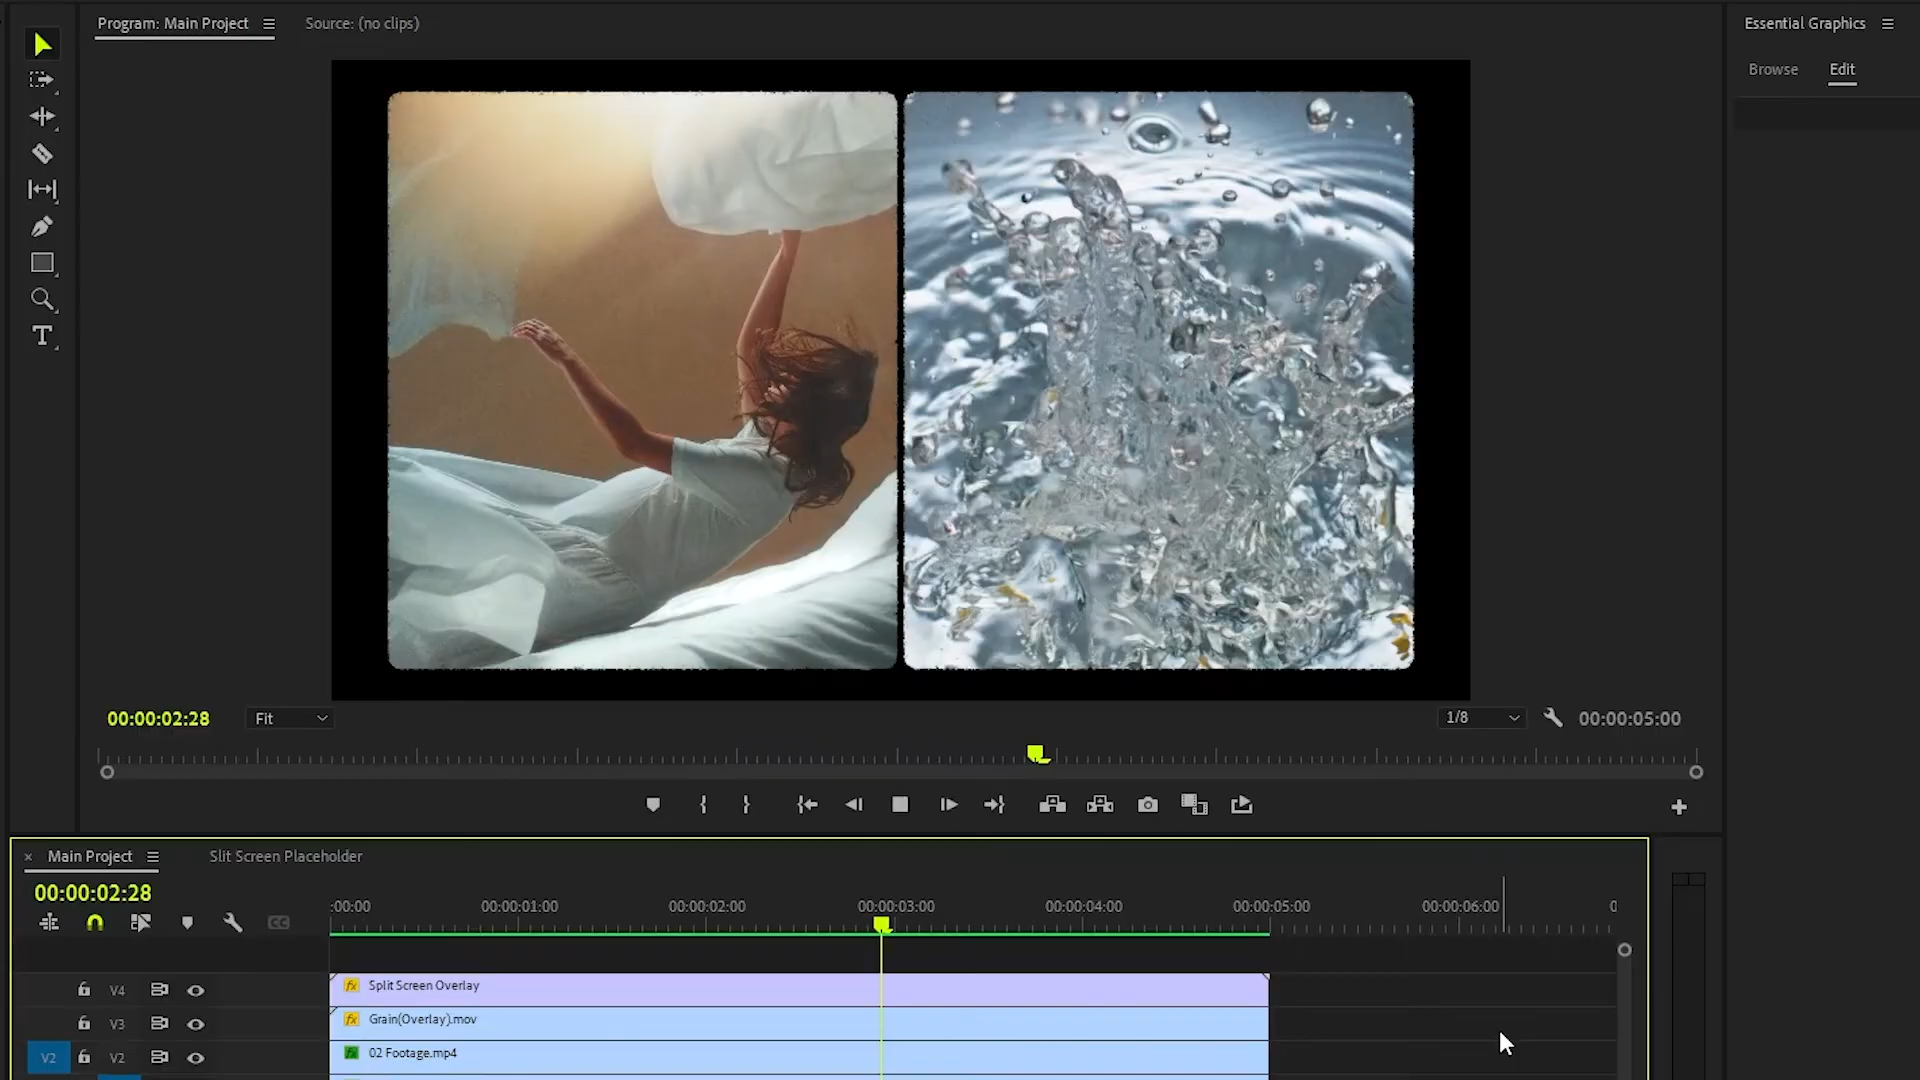 Program: Main Project
Source: (no clips)
Essential Graphics
Browse
Edit
00:00:02:28
Fit
1/8
00:00:05:00
Main Project
Slit Screen Placeholder
00:00:02:28
:00:00
00:00:01:00
00:00:02:00
00:00:03:00
00:00:04:00
00:00:05:00
00:00:06:00
0
V4
Split Screen Overlay
V3
Grain(Overlay).mov
V2
V2
02 Footage.mp4